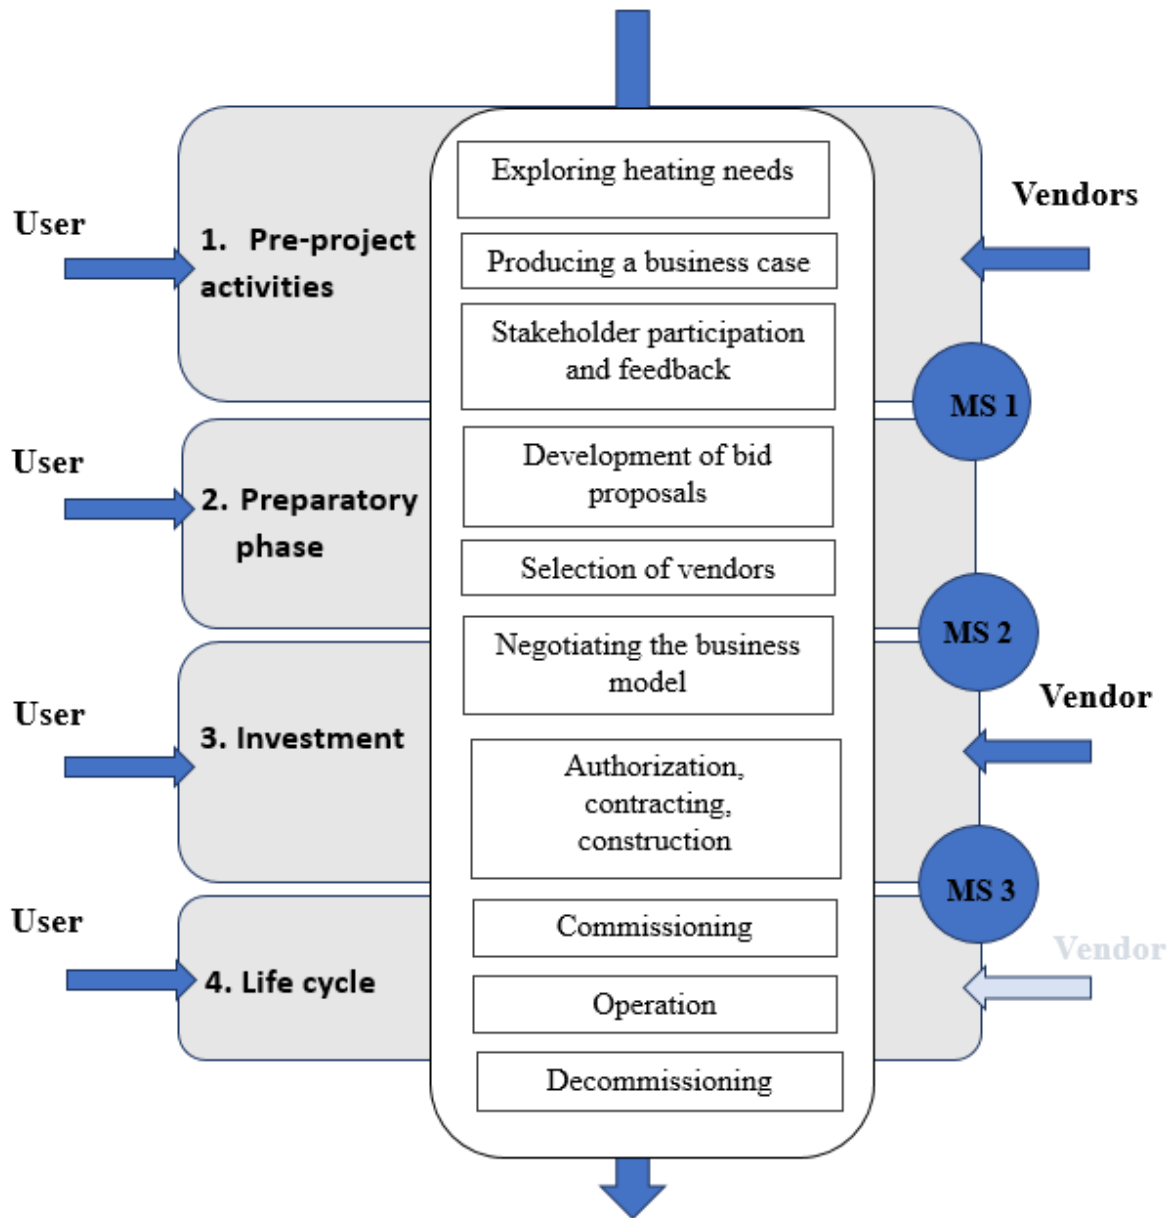 Exploring heating needs
User
Vendors
1. Pre-project
activities
Producing a business case
Stakeholder participation
and feedback
MS 1
User
Development of bid
proposals
2. Preparatory
phase
Selection of vendors
MS 2
Negotiating the business
model
User
Vendor
3. Investment
Authorization,
contracting,
construction
MS 3
User
Commissioning
Vendor
4. Life cycle
Operation
Decommissioning